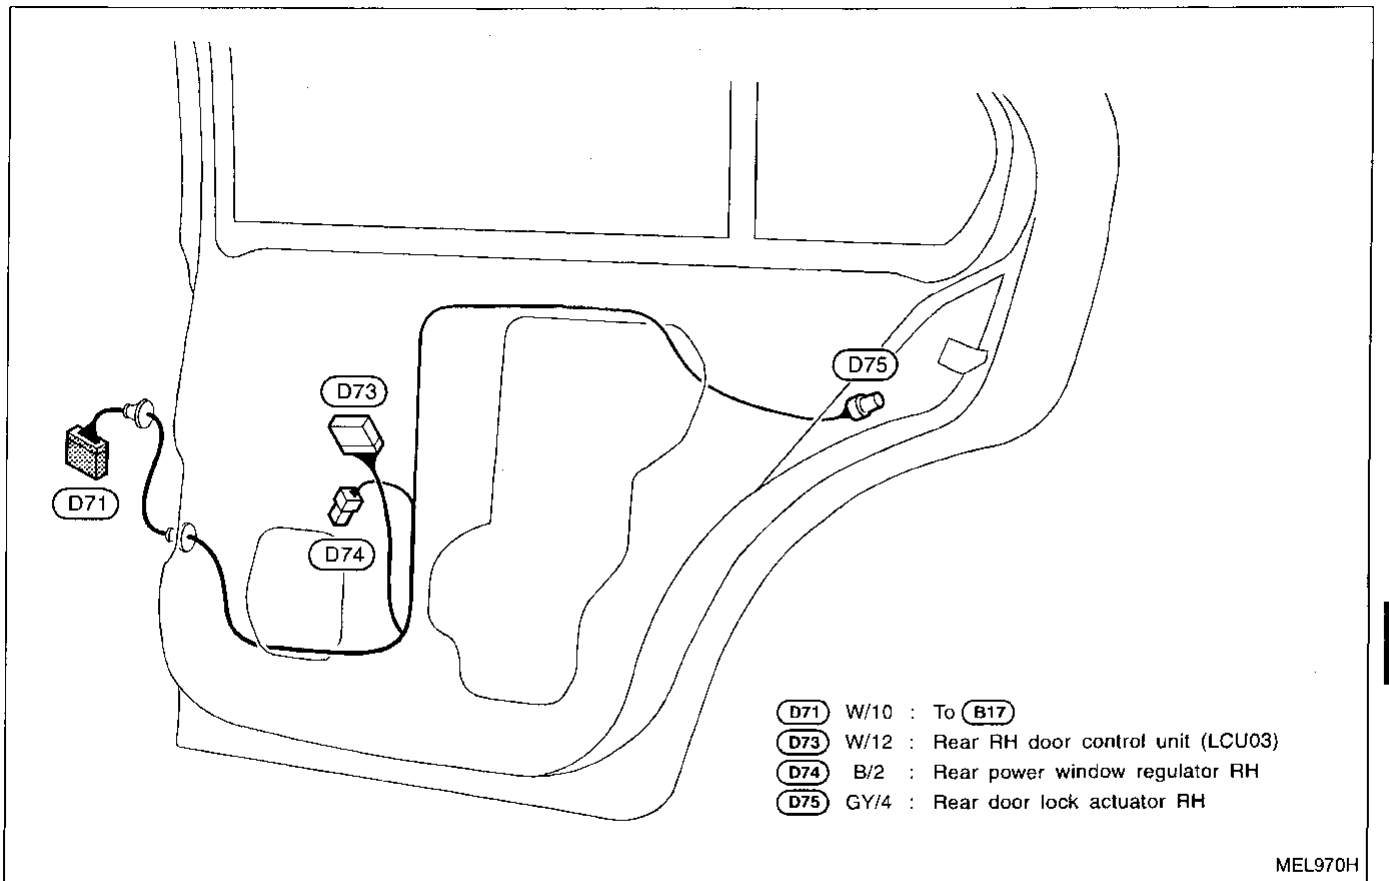 D73
D75
D71
D74
D71 W/10 : To B17
D73 W/12 : Rear RH door control unit (LCU03)
D74 B/2 : Rear power window regulator RH
D75 GY/4 : Rear door lock actuator RH
MEL970H